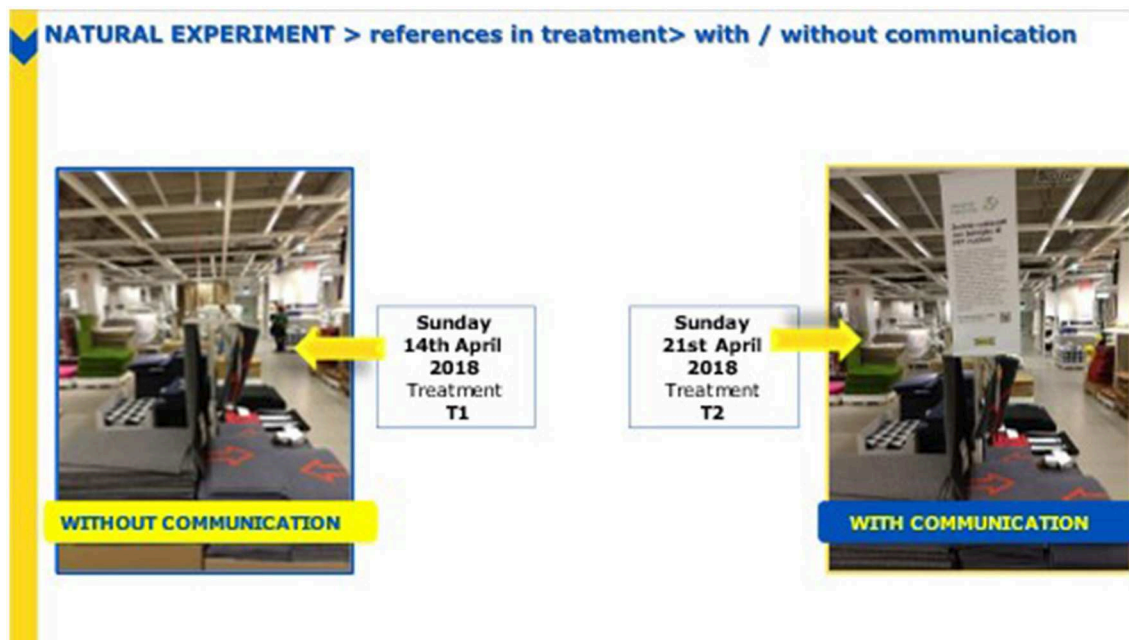 NATURAL EXPERIMENT > references in treatment> with / without communication
Sunday
14th April
2018
Treatment
T1
Sunday
21st April
2018
Treatment
T2
WITHOUT COMMUNICATION
WITH COMMUNICATION